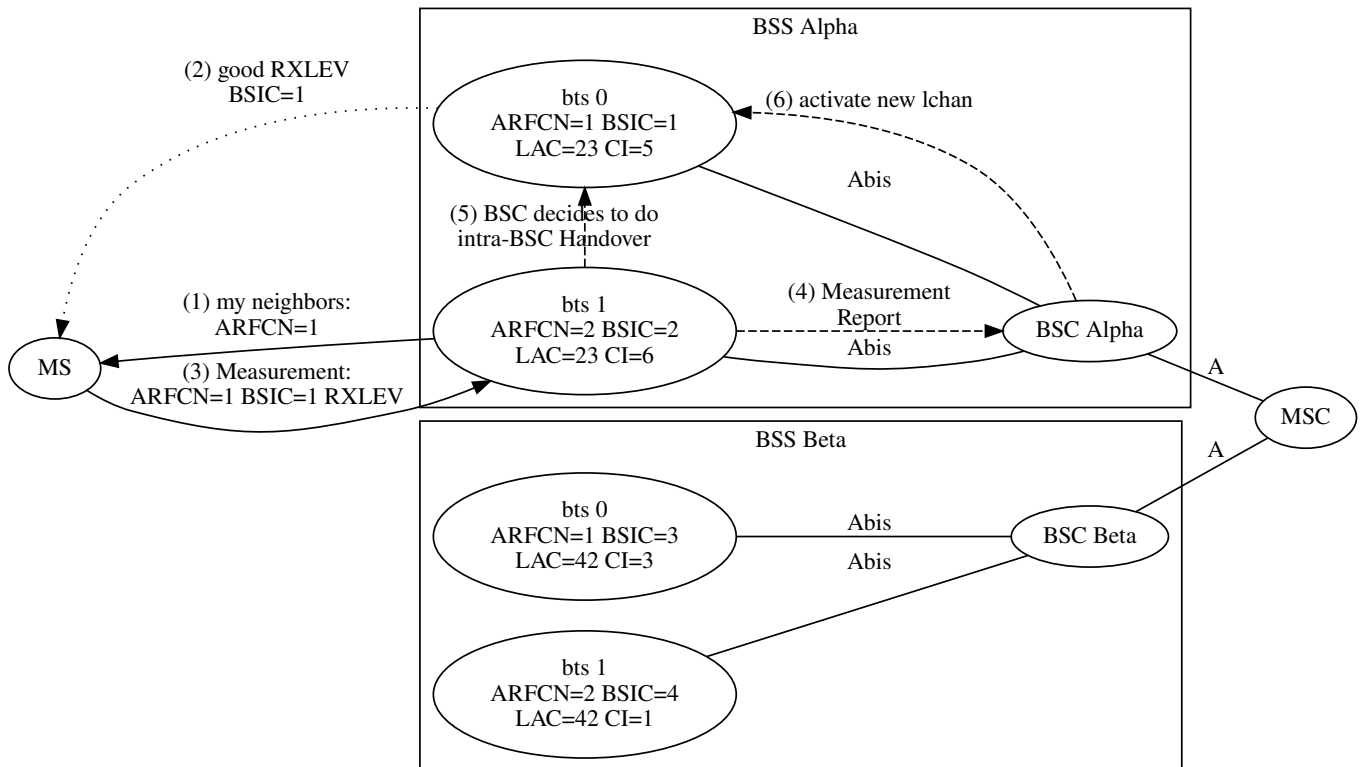 BSS Alpha
(2) good RXLEV
BSIC=1
bts 0
ARFCN=1 BSIC=1
LAC=23 CI=5
(6) activate new lchan
Abis
(5) BSC decides to do
intra-BSC Handover
(1) my neighbors:
ARFCN=1
bts 1
ARFCN=2 BSIC=2
LAC=23 CI=6
(4) Measurement
Report
Abis
BSC Alpha
MS
(3) Measurement:
ARFCN=1 BSIC=1 RXLEV
A
MSC
A
BSS Beta
bts 0
ARFCN=1 BSIC=3
LAC=42 CI=3
Abis
Abis
BSC Beta
bts 1
ARFCN=2 BSIC=4
LAC=42 CI=1